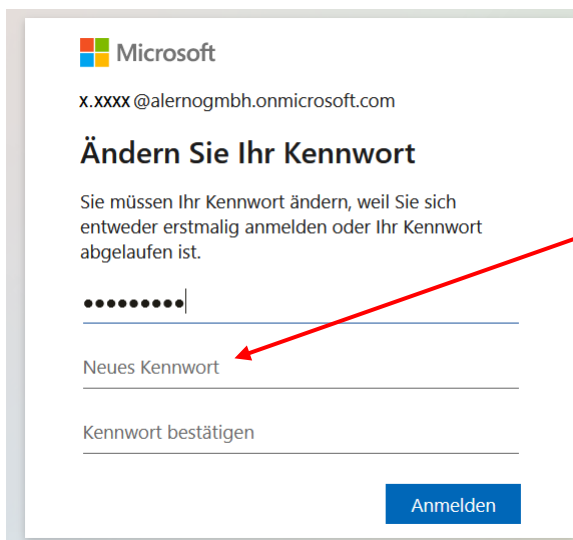 Microsoft
x.xxxx @alernogmbh.onmicrosoft.com
Ändern Sie Ihr Kennwort
Sie müssen Ihr Kennwort ändern, weil Sie sich
entweder erstmalig anmelden oder Ihr Kennwort
abgelaufen ist.
•••••••••
Neues Kennwort
Kennwort bestätigen
Anmelden